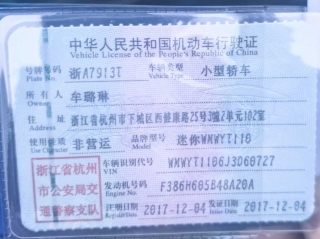 中华人民共和国机动车行驶证
Vehicle License of the People's Republic of China
号牌号码 浙A7913T 车辆类型 小型轿车
Plate No. Vehicle Type
所有人 牟璐琳
Owner
住址 浙江省杭州市下城区西健康路25号3幢2单元102室
Address
使用性质 非营运 品牌型号 迷你WMWYT110
Use Character Model
浙江省杭州市公安局交通警察支队
车辆识别代号 WMWYT1106J3D60727
VIN
发动机号码 F386H605B48A20A
Engine No.
注册日期 2017-12-04 发证日期 2017-12-04
Register Date Issue Date